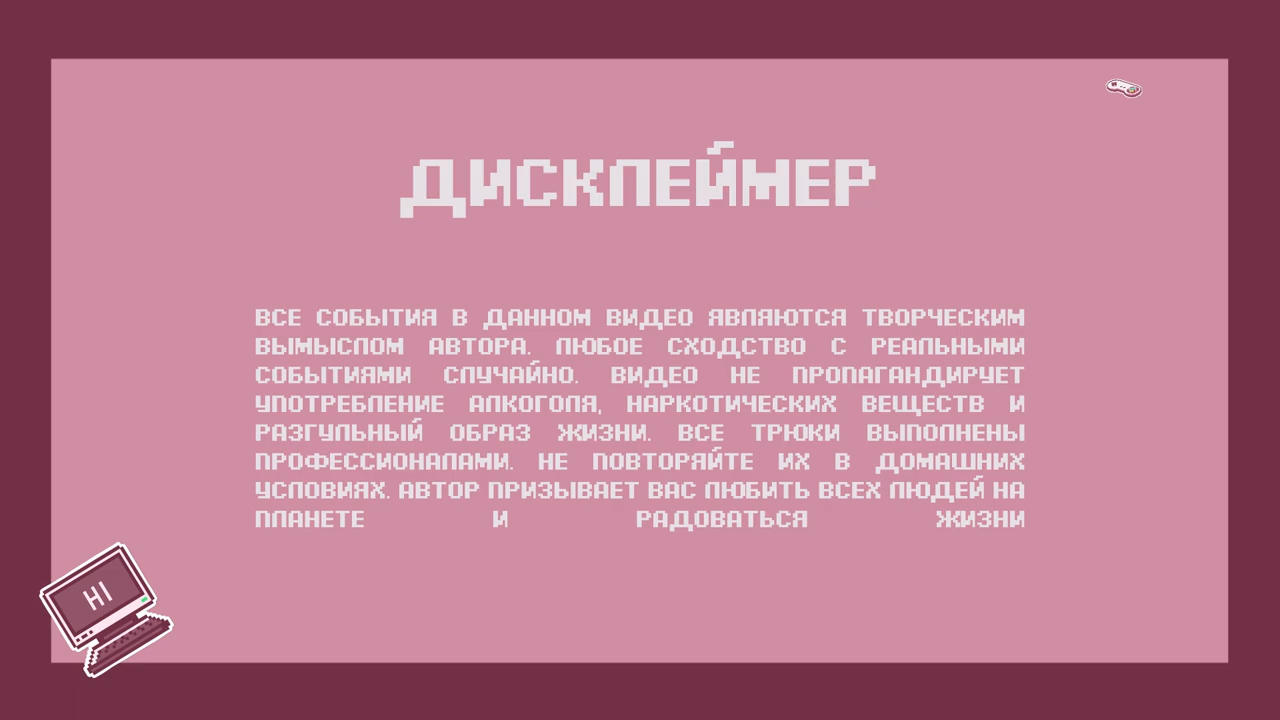 ДИСКЛЕЙМЕР
ВСЕ СОБЫТИЯ В ДАННОМ ВИДЕО ЯВЛЯЮТСЯ ТВОРЧЕСКИМ
ВЫМЫСЛОМ АВТОРА. ЛЮБОЕ СХОДСТВО С РЕАЛЬНЫМИ
СОБЫТИЯМИ СЛУЧАЙНО. ВИДЕО НЕ ПРОПАГАНДИРУЕТ
УПОТРЕБЛЕНИЕ АЛКОГОЛЯ, НАРКОТИЧЕСКИХ ВЕЩЕСТВ И
РАЗГУЛЬНЫЙ ОБРАЗ ЖИЗНИ. ВСЕ ТРЮКИ ВЫПОЛНЕНЫ
ПРОФЕССИОНАЛАМИ. НЕ ПОВТОРЯЙТЕ ИХ В ДОМАШНИХ
УСЛОВИЯХ. АВТОР ПРИЗЫВАЕТ ВАС ЛЮБИТЬ ВСЕХ ЛЮДЕЙ НА
ПЛАНЕТЕ И РАДОВАТЬСЯ ЖИЗНИ
HI